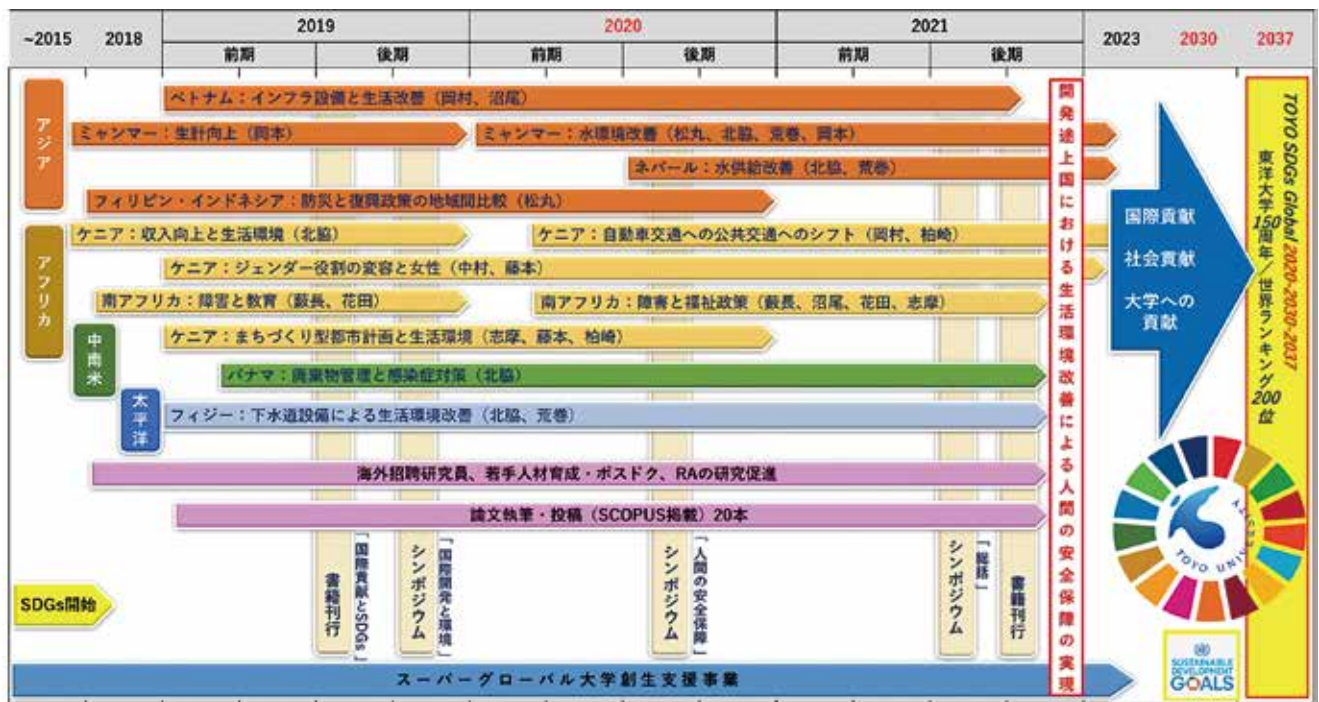 ~2015 2018 2019 2020 2021 2023 2030 2037
前期 後期 前期 後期 前期 後期
アジア
ベトナム：インフラ設備と生活改善（岡村、沼尾）
ミャンマー：生計向上（岡本）
ミャンマー：水環境改善（松丸、北脇、荒巻、岡本）
ネパール：水供給改善（北脇、荒巻）
フィリピン・インドネシア：防災と復興政策の地域間比較（松丸）
アフリカ
ケニア：収入向上と生活環境（北脇）
ケニア：自動車交通への公共交通へのシフト（岡村、柏崎）
ケニア：ジェンダー役割の変容と女性（中村、藤本）
南アフリカ：障害と教育（藪長、花田）
南アフリカ：障害と福祉政策（藪長、沼尾、花田、志摩）
ケニア：まちづくり型都市計画と生活環境（志摩、藤本、柏崎）
中南米
パナマ：廃棄物管理と感染症対策（北脇）
太平洋
フィジー：下水道設備による生活環境改善（北脇、荒巻）
海外招聘研究員、若手人材育成・ポスドク、RAの研究促進
論文執筆・投稿（SCOPUS掲載）20本
書籍刊行
「国際貢献とSDGs」
シンポジウム
「国際開発と環境」
シンポジウム
「人間の安全保障」
シンポジウム
「総括」
書籍刊行
SDGs開始
スーパーグローバル大学創生支援事業
開発途上国における生活環境改善による人間の安全保障の実現
国際貢献
社会貢献
大学への
貢献
TOYO SDGs Global 2020-2030-2037
東洋大学150周年／世界ランキング200位
TOYO UNIVERSITY
SUSTAINABLE
DEVELOPMENT
GOALS